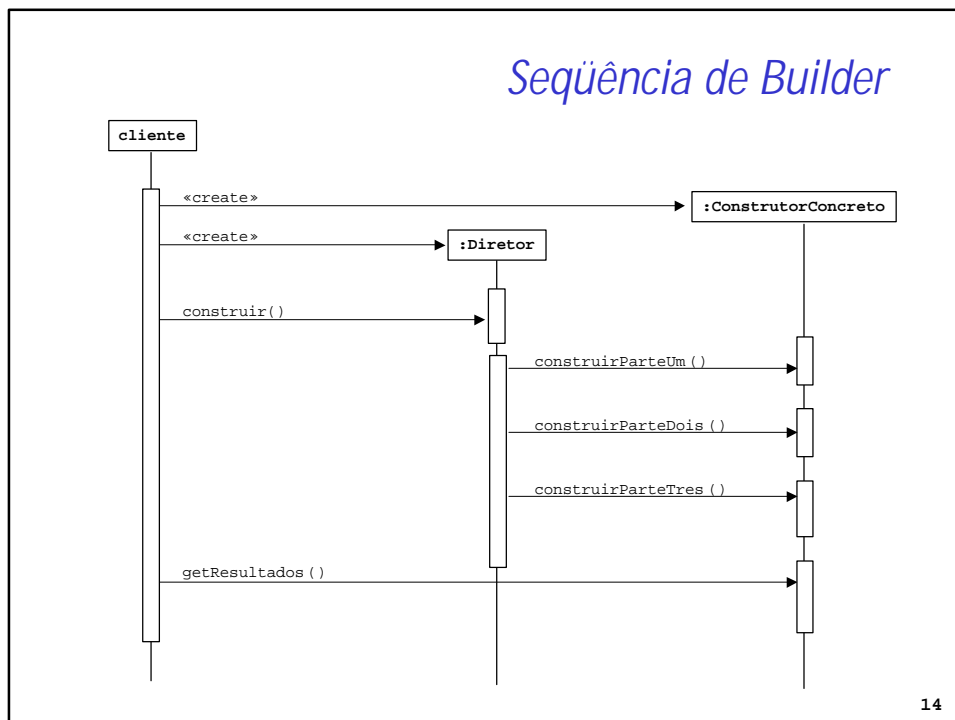 Seqüência de Builder
cliente
«create»
:ConstrutorConcreto
«create»
:Diretor
construir()
construirParteUm()
construirParteDois()
construirParteTres()
getResultados()
14